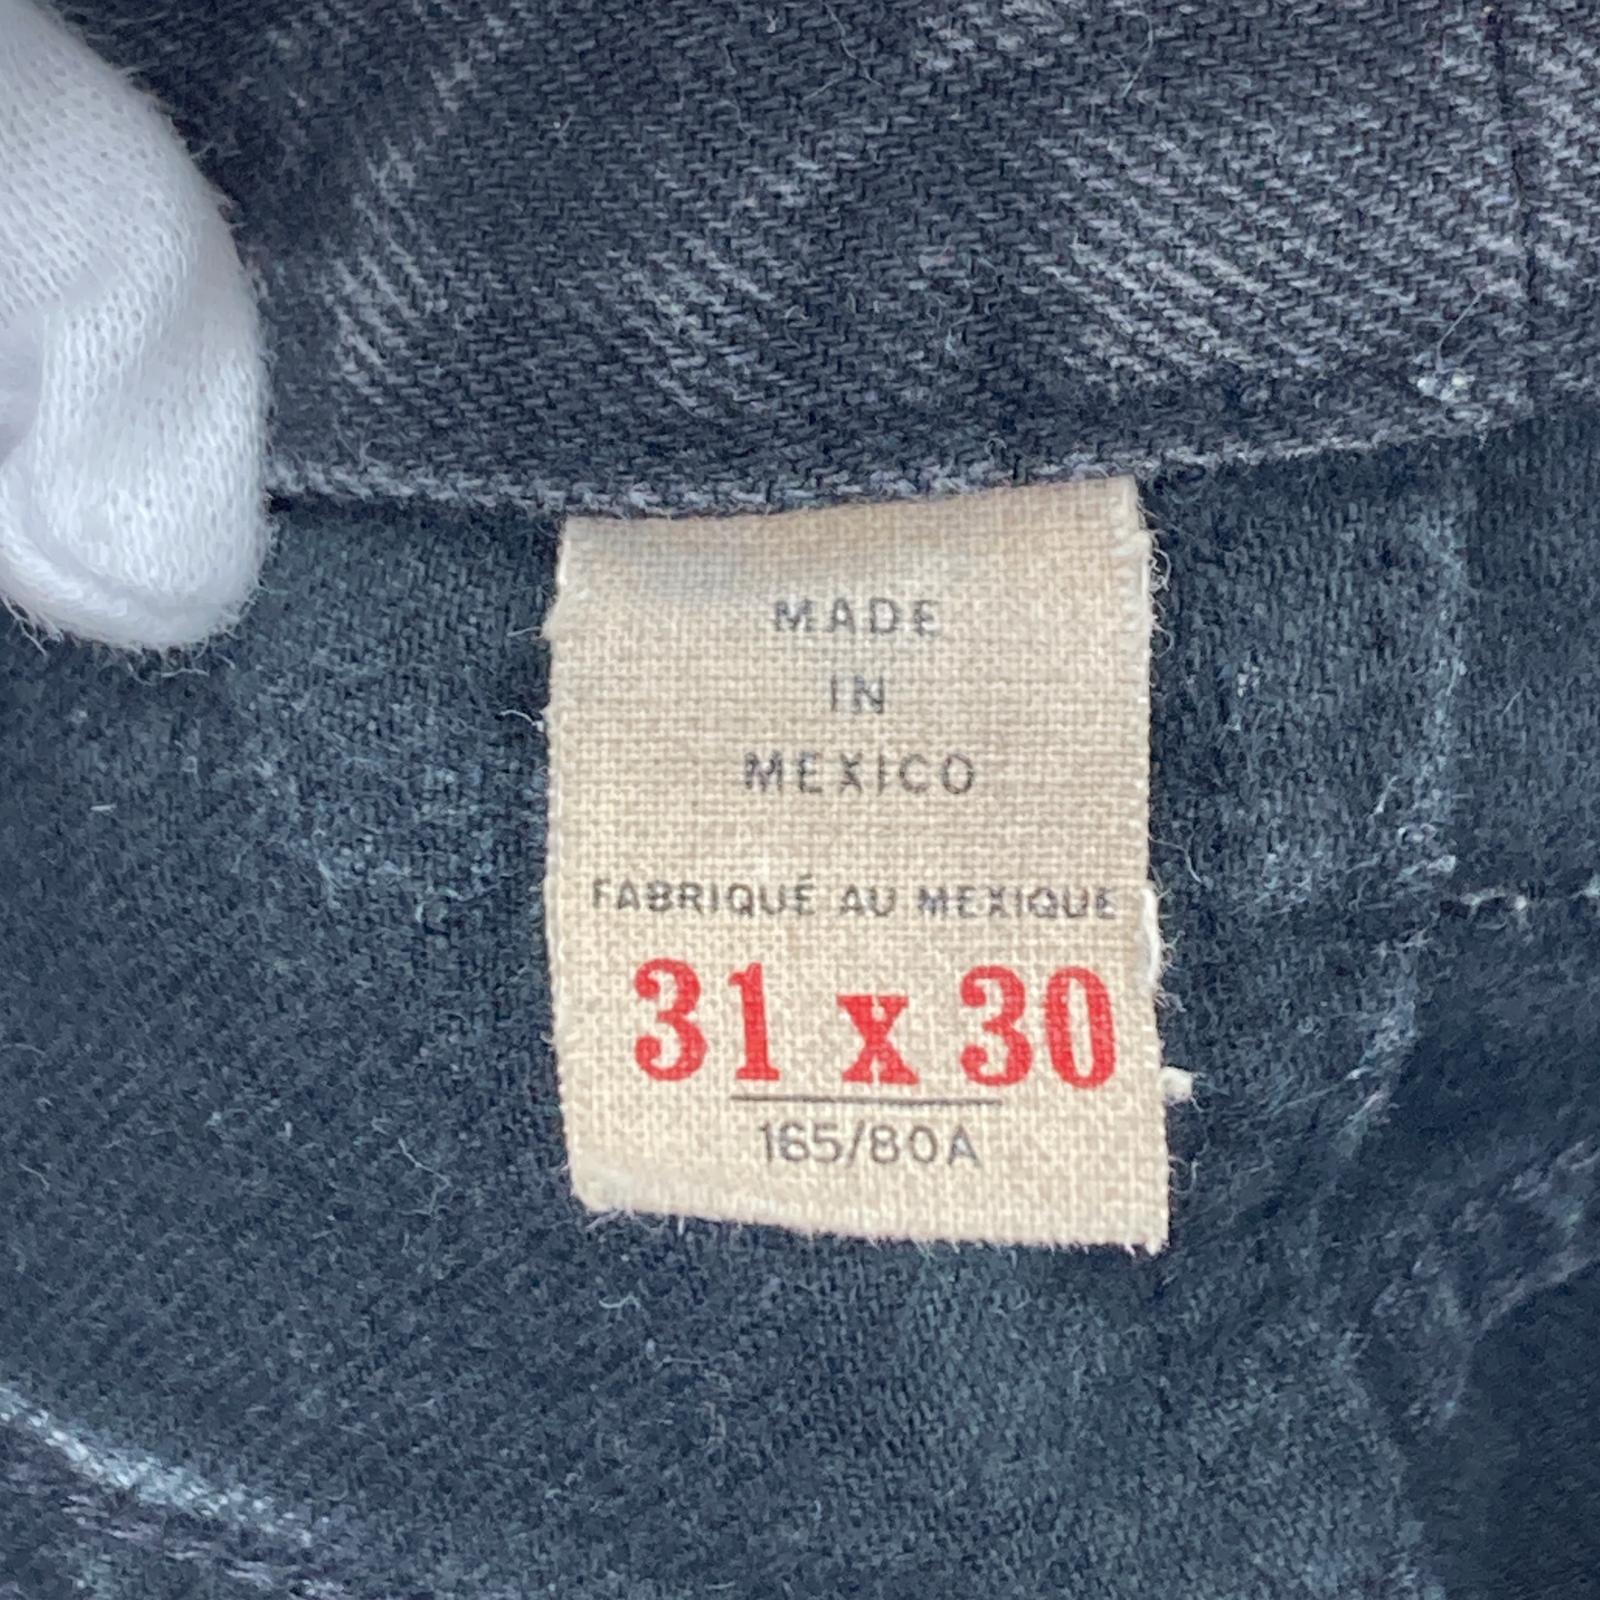 MADE
IN
MEXICO
FABRIQUÉ AU MEXIQUE
31 x 30
165/80A